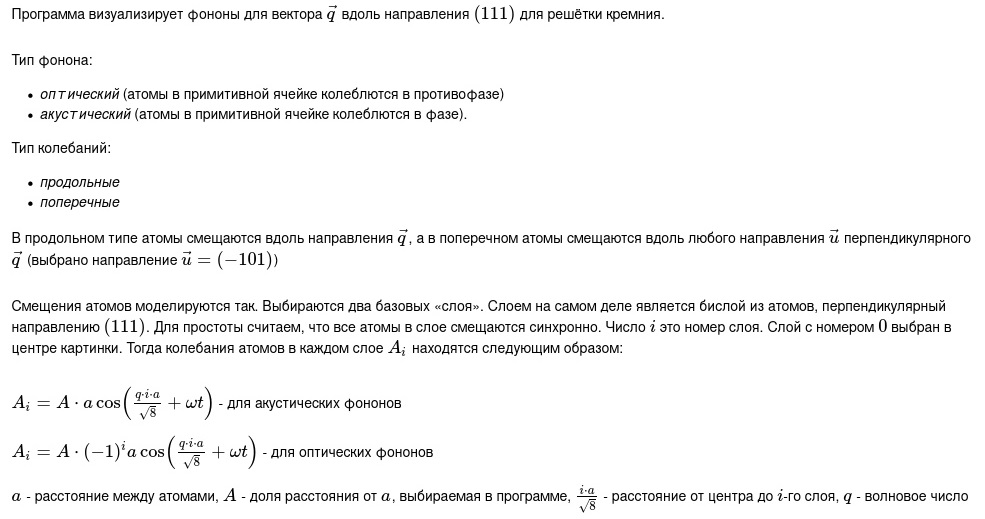 Программа визуализирует фононы для вектора $\vec{q}$ вдоль направления $(111)$ для решётки кремния.
Тип фонона:
• оптический (атомы в примитивной ячейке колеблются в противофазе)
• акустический (атомы в примитивной ячейке колеблются в фазе).
Тип колебаний:
• продольные
• поперечные
В продольном типе атомы смещаются вдоль направления $\vec{q}$, а в поперечном атомы смещаются вдоль любого направления $\vec{u}$ перпендикулярного
$\vec{q}$ (выбрано направление $\vec{u} = (-101)$)
Смещения атомов моделируются так. Выбираются два базовых «слоя». Слоем на самом деле является бислой из атомов, перпендикулярный
направлению $(111)$. Для простоты считаем, что все атомы в слое смещаются синхронно. Число $i$ это номер слоя. Слой с номером $0$ выбран в
центре картинки. Тогда колебания атомов в каждом слое $A_i$ находятся следующим образом:
$A_i = A \cdot a \cos\left(\frac{q \cdot i \cdot a}{\sqrt{8}} + \omega t\right)$ - для акустических фононов
$A_i = A \cdot (-1)^i a \cos\left(\frac{q \cdot i \cdot a}{\sqrt{8}} + \omega t\right)$ - для оптических фононов
$a$ - расстояние между атомами, $A$ - доля расстояния от $a$, выбираемая в программе, $\frac{i \cdot a}{\sqrt{8}}$ - расстояние от центра до $i$-го слоя, $q$ - волновое число